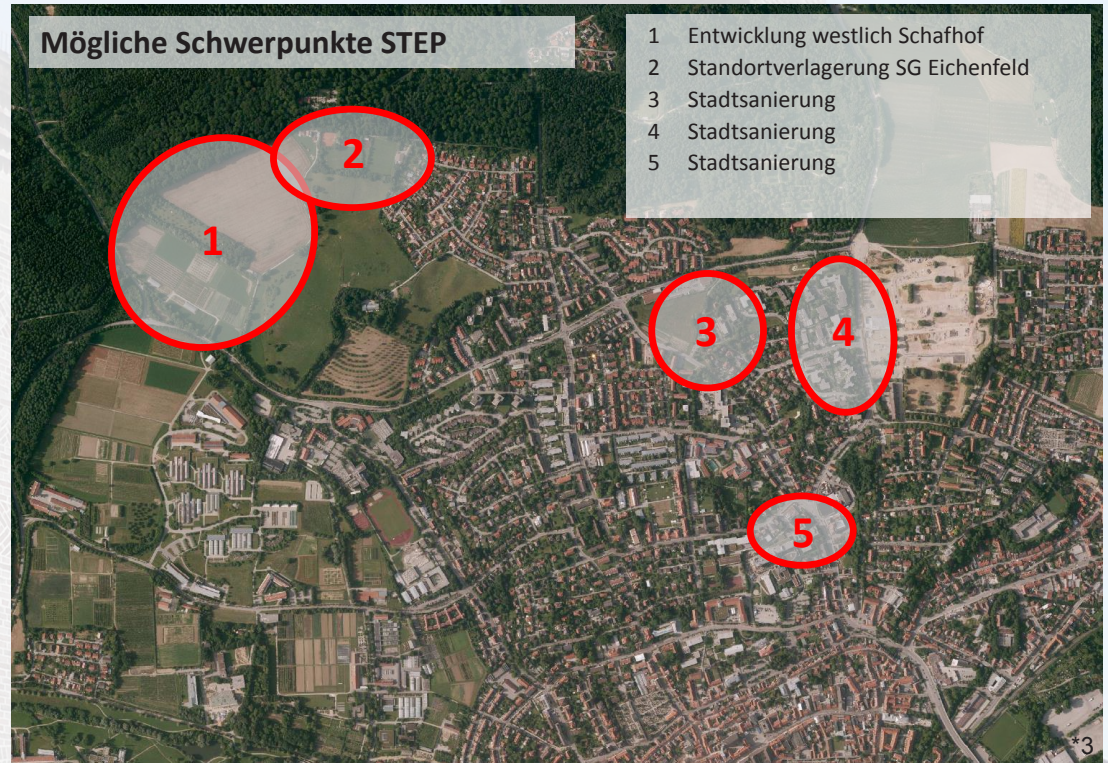 Mögliche Schwerpunkte STEP
1 Entwicklung westlich Schafhof
2 Standortverlagerung SG Eichenfeld
3 Stadtsanierung
4 Stadtsanierung
5 Stadtsanierung
2
1
3
4
5
*3